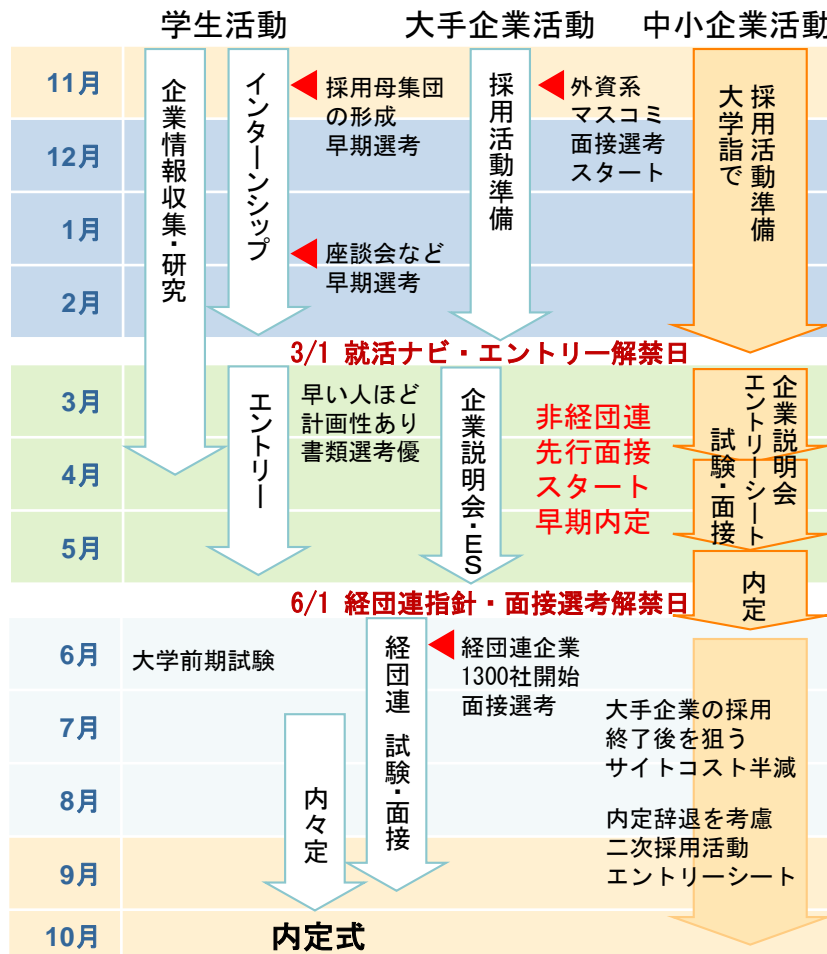 学生活動
大手企業活動
中小企業活動
11月
12月
1月
2月
3月
4月
5月
6月
7月
8月
9月
10月
企業情報収集・研究
インターンシップ
採用母集団
の形成
早期選考
座談会など
早期選考
採用活動準備
外資系
マスコミ
面接選考
スタート
採用活動準備
大学詣で
3/1 就活ナビ・エントリー解禁日
エントリー
早い人ほど
計画性あり
書類選考優
企業説明会・ES
非経団連
先行面接
スタート
早期内定
企業説明会
エントリーシート
試験・面接
内定
6/1 経団連指針・面接選考解禁日
大学前期試験
経団連 試験・面接
経団連企業
1300社開始
面接選考
内々定
大手企業の採用
終了後を狙う
サイトコスト半減
内定辞退を考慮
二次採用活動
エントリーシート
内定式